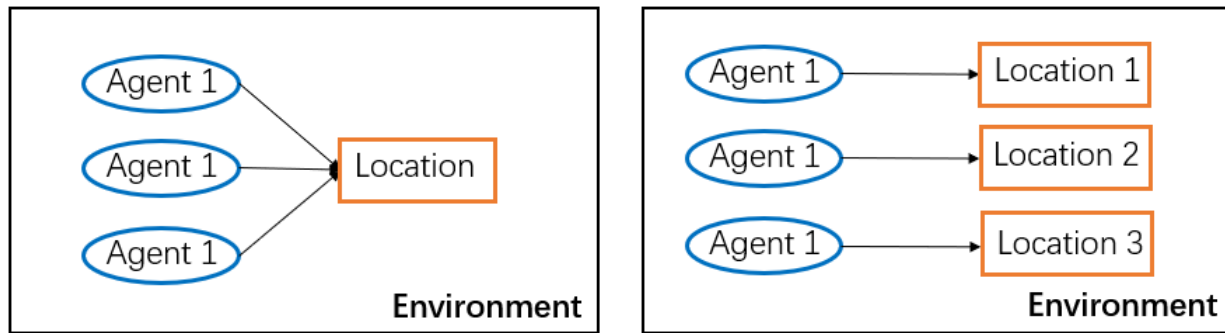 Agent 1
Agent 1
Location
Agent 1
Environment
Agent 1
Location 1
Agent 1
Location 2
Agent 1
Location 3
Environment